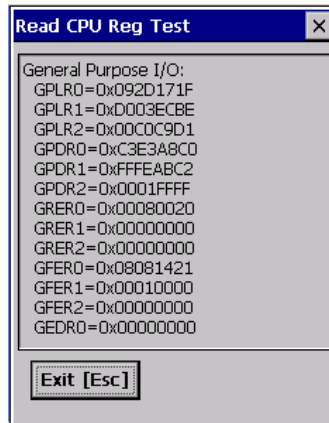 Read CPU Reg Test
General Purpose I/O:
GPLR0=0x092D171F
GPLR1=0xD003ECBE
GPLR2=0x00C0C9D1
GPDR0=0xC3E3A8C0
GPDR1=0xFFFEABC2
GPDR2=0x0001FFFF
GRER0=0x00080020
GRER1=0x00000000
GRER2=0x00000000
GFER0=0x08081421
GFER1=0x00010000
GFER2=0x00000000
GEDR0=0x00000000
Exit [Esc]